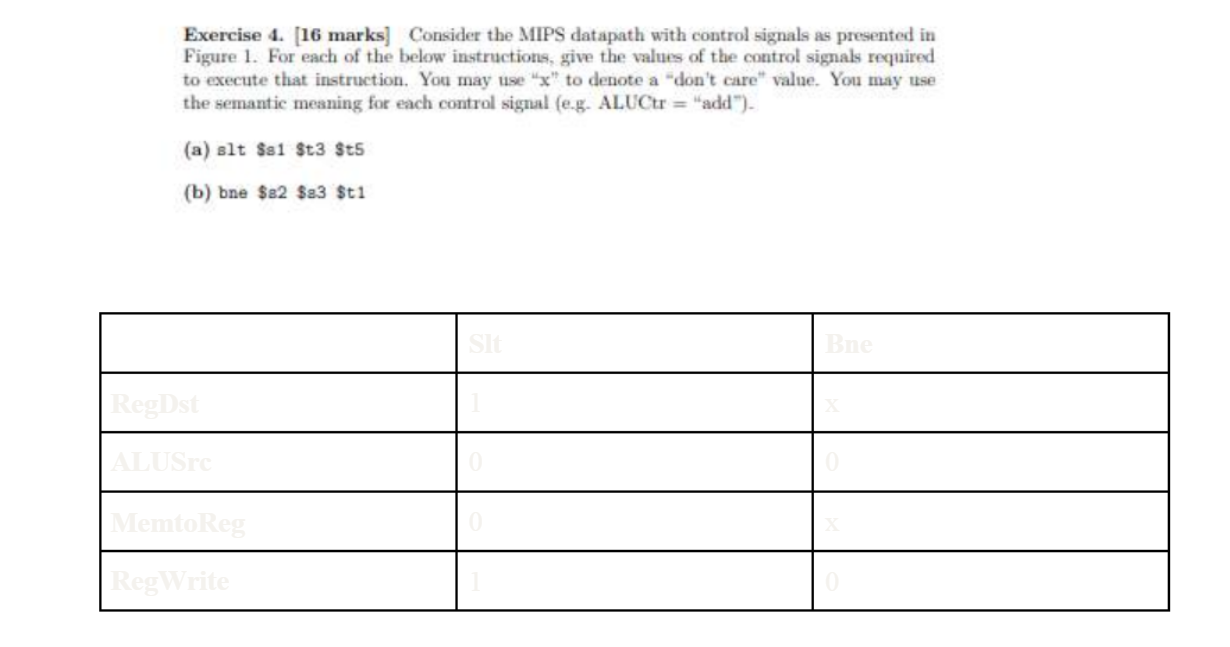 Exercise 4. [16 marks] Consider the MIPS datapath with control signals as presented in
Figure 1. For each of the below instructions, give the values of the control signals required
to execute that instruction. You may use “x” to denote a “don’t care” value. You may use
the semantic meaning for each control signal (e.g. ALUCtr = “add”).
(a) slt $s1 $t3 $t5
(b) bne $s2 $s3 $t1
Slt Bne
RegDst 1 x
ALUSrc 0 0
MemtoReg 0 x
RegWrite 1 0